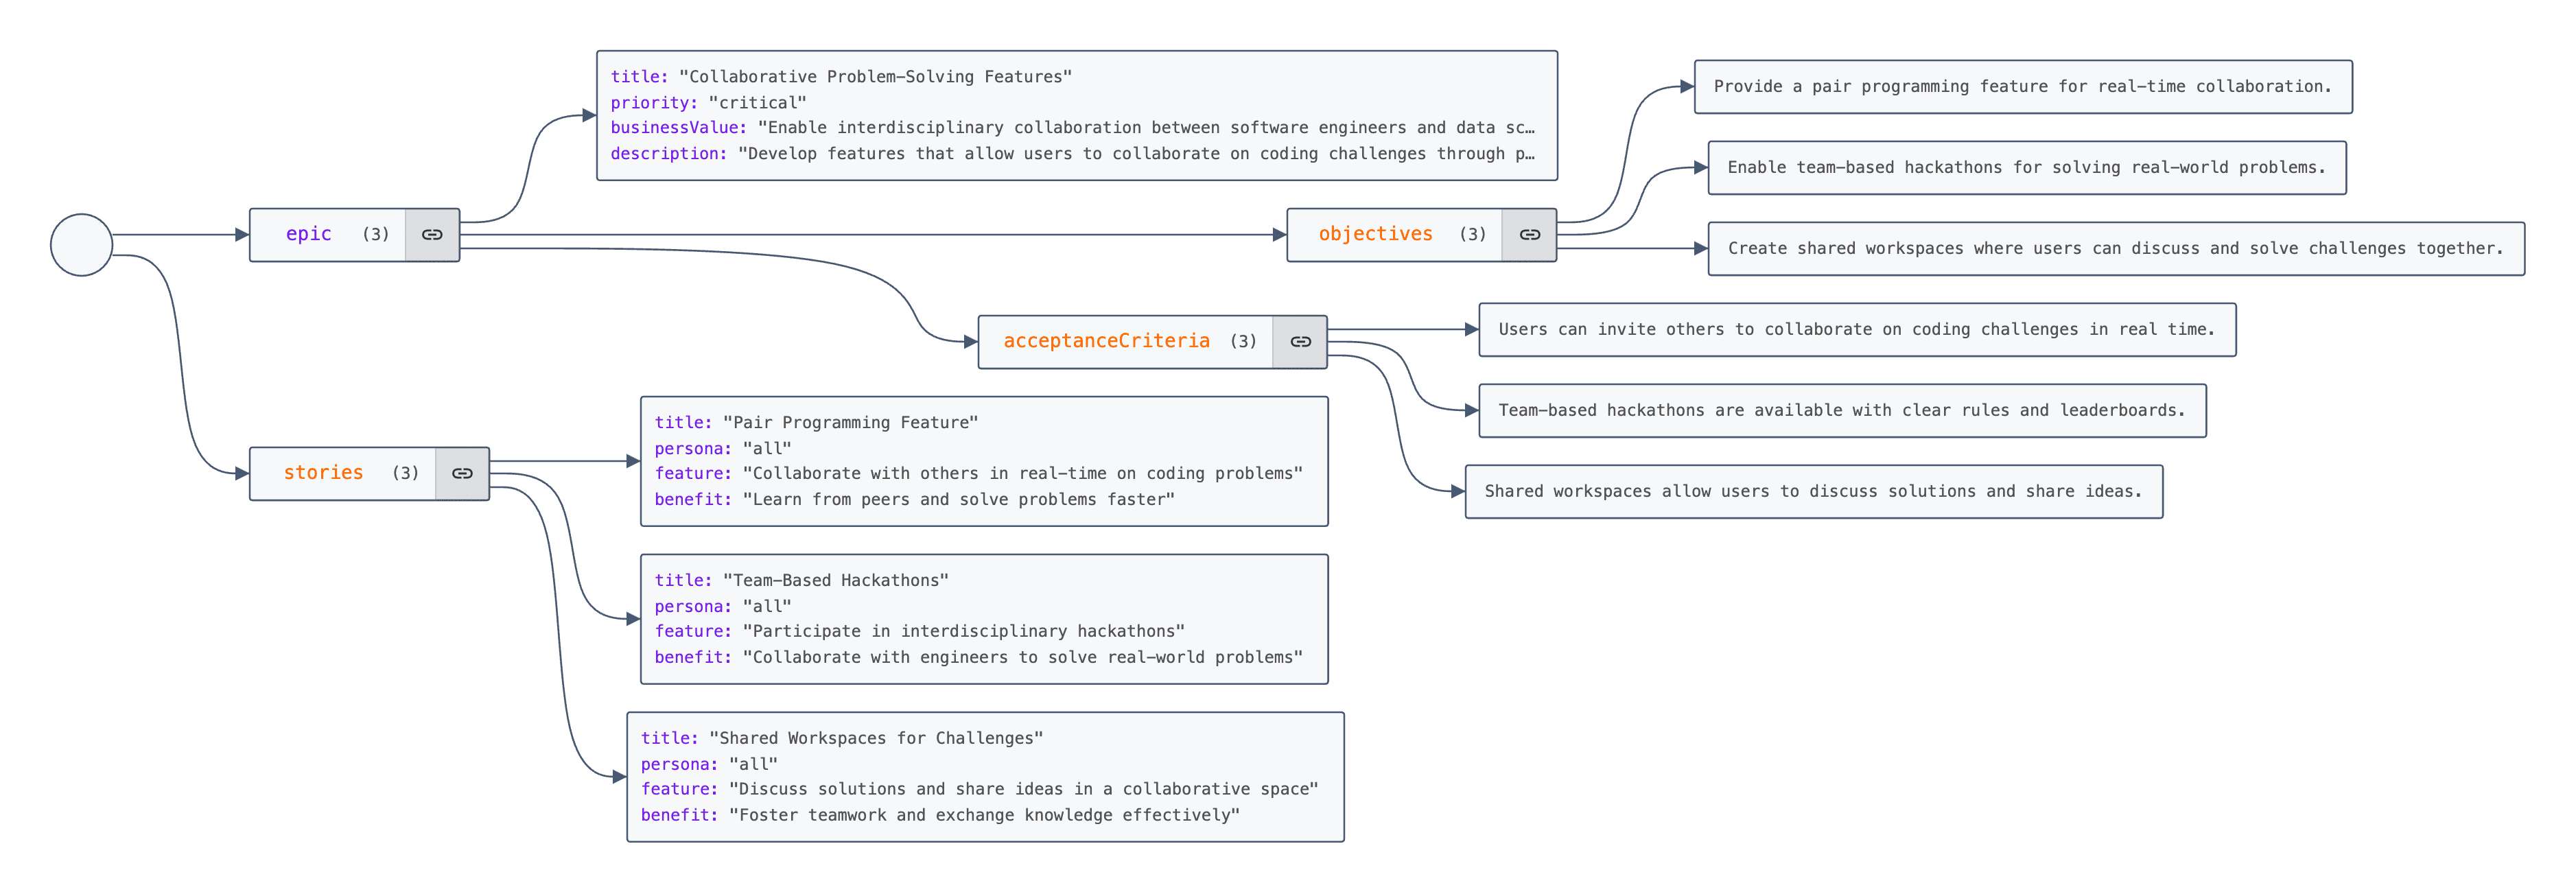 title: "Collaborative Problem-Solving Features"
priority: "critical"
businessValue: "Enable interdisciplinary collaboration between software engineers and data sc…
description: "Develop features that allow users to collaborate on coding challenges through p…
epic (3)
objectives (3)
Provide a pair programming feature for real-time collaboration.
Enable team-based hackathons for solving real-world problems.
Create shared workspaces where users can discuss and solve challenges together.
acceptanceCriteria (3)
Users can invite others to collaborate on coding challenges in real time.
Team-based hackathons are available with clear rules and leaderboards.
Shared workspaces allow users to discuss solutions and share ideas.
stories (3)
title: "Pair Programming Feature"
persona: "all"
feature: "Collaborate with others in real-time on coding problems"
benefit: "Learn from peers and solve problems faster"
title: "Team-Based Hackathons"
persona: "all"
feature: "Participate in interdisciplinary hackathons"
benefit: "Collaborate with engineers to solve real-world problems"
title: "Shared Workspaces for Challenges"
persona: "all"
feature: "Discuss solutions and share ideas in a collaborative space"
benefit: "Foster teamwork and exchange knowledge effectively"